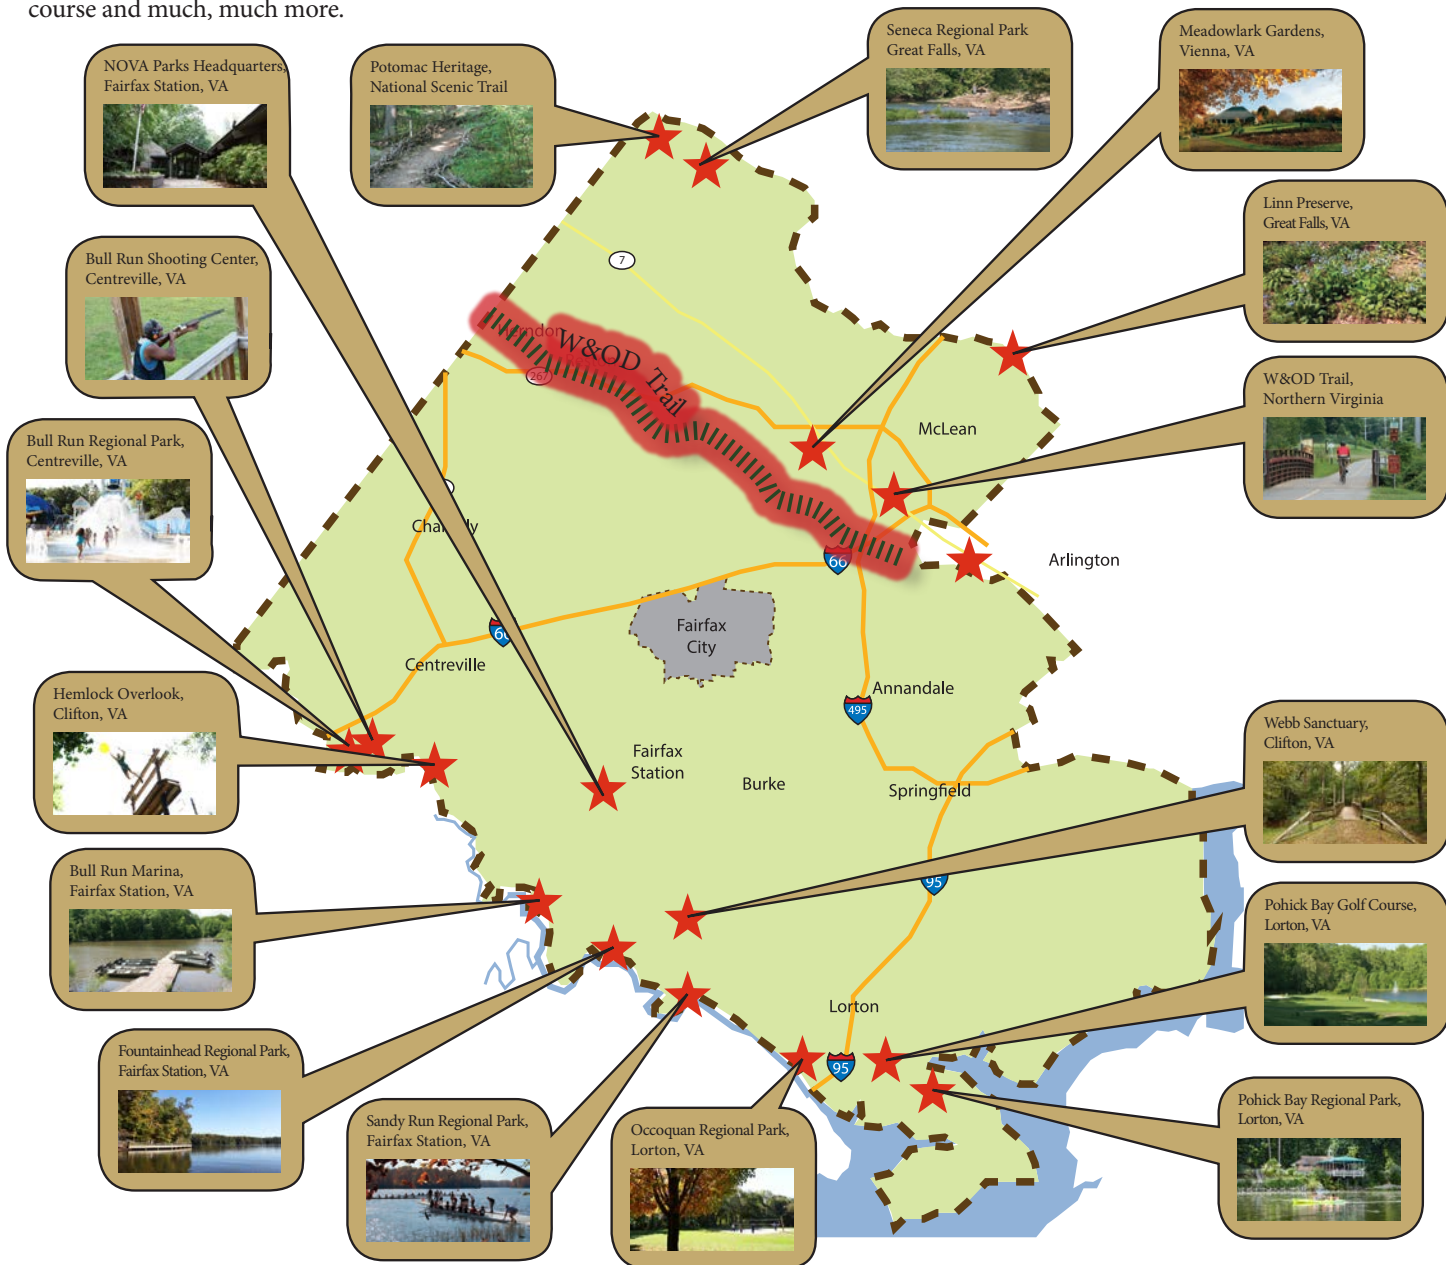 course and much, much more.
NOVA Parks Headquarters,
Fairfax Station, VA
Potomac Heritage,
National Scenic Trail
Seneca Regional Park
Great Falls, VA
Meadowlark Gardens,
Vienna, VA
Linn Preserve,
Great Falls, VA
Bull Run Shooting Center,
Centreville, VA
W&OD Trail,
Northern Virginia
Bull Run Regional Park,
Centreville, VA
Hemlock Overlook,
Clifton, VA
Webb Sanctuary,
Clifton, VA
Bull Run Marina,
Fairfax Station, VA
Pohick Bay Golf Course,
Lorton, VA
Fountainhead Regional Park,
Fairfax Station, VA
Sandy Run Regional Park,
Fairfax Station, VA
Occoquan Regional Park,
Lorton, VA
Pohick Bay Regional Park,
Lorton, VA
7
Herndon
W&OD Trail
267
McLean
66
Arlington
66
Fairfax
City
Centreville
Annandale
495
Fairfax
Station
Burke
Springfield
95
Lorton
95